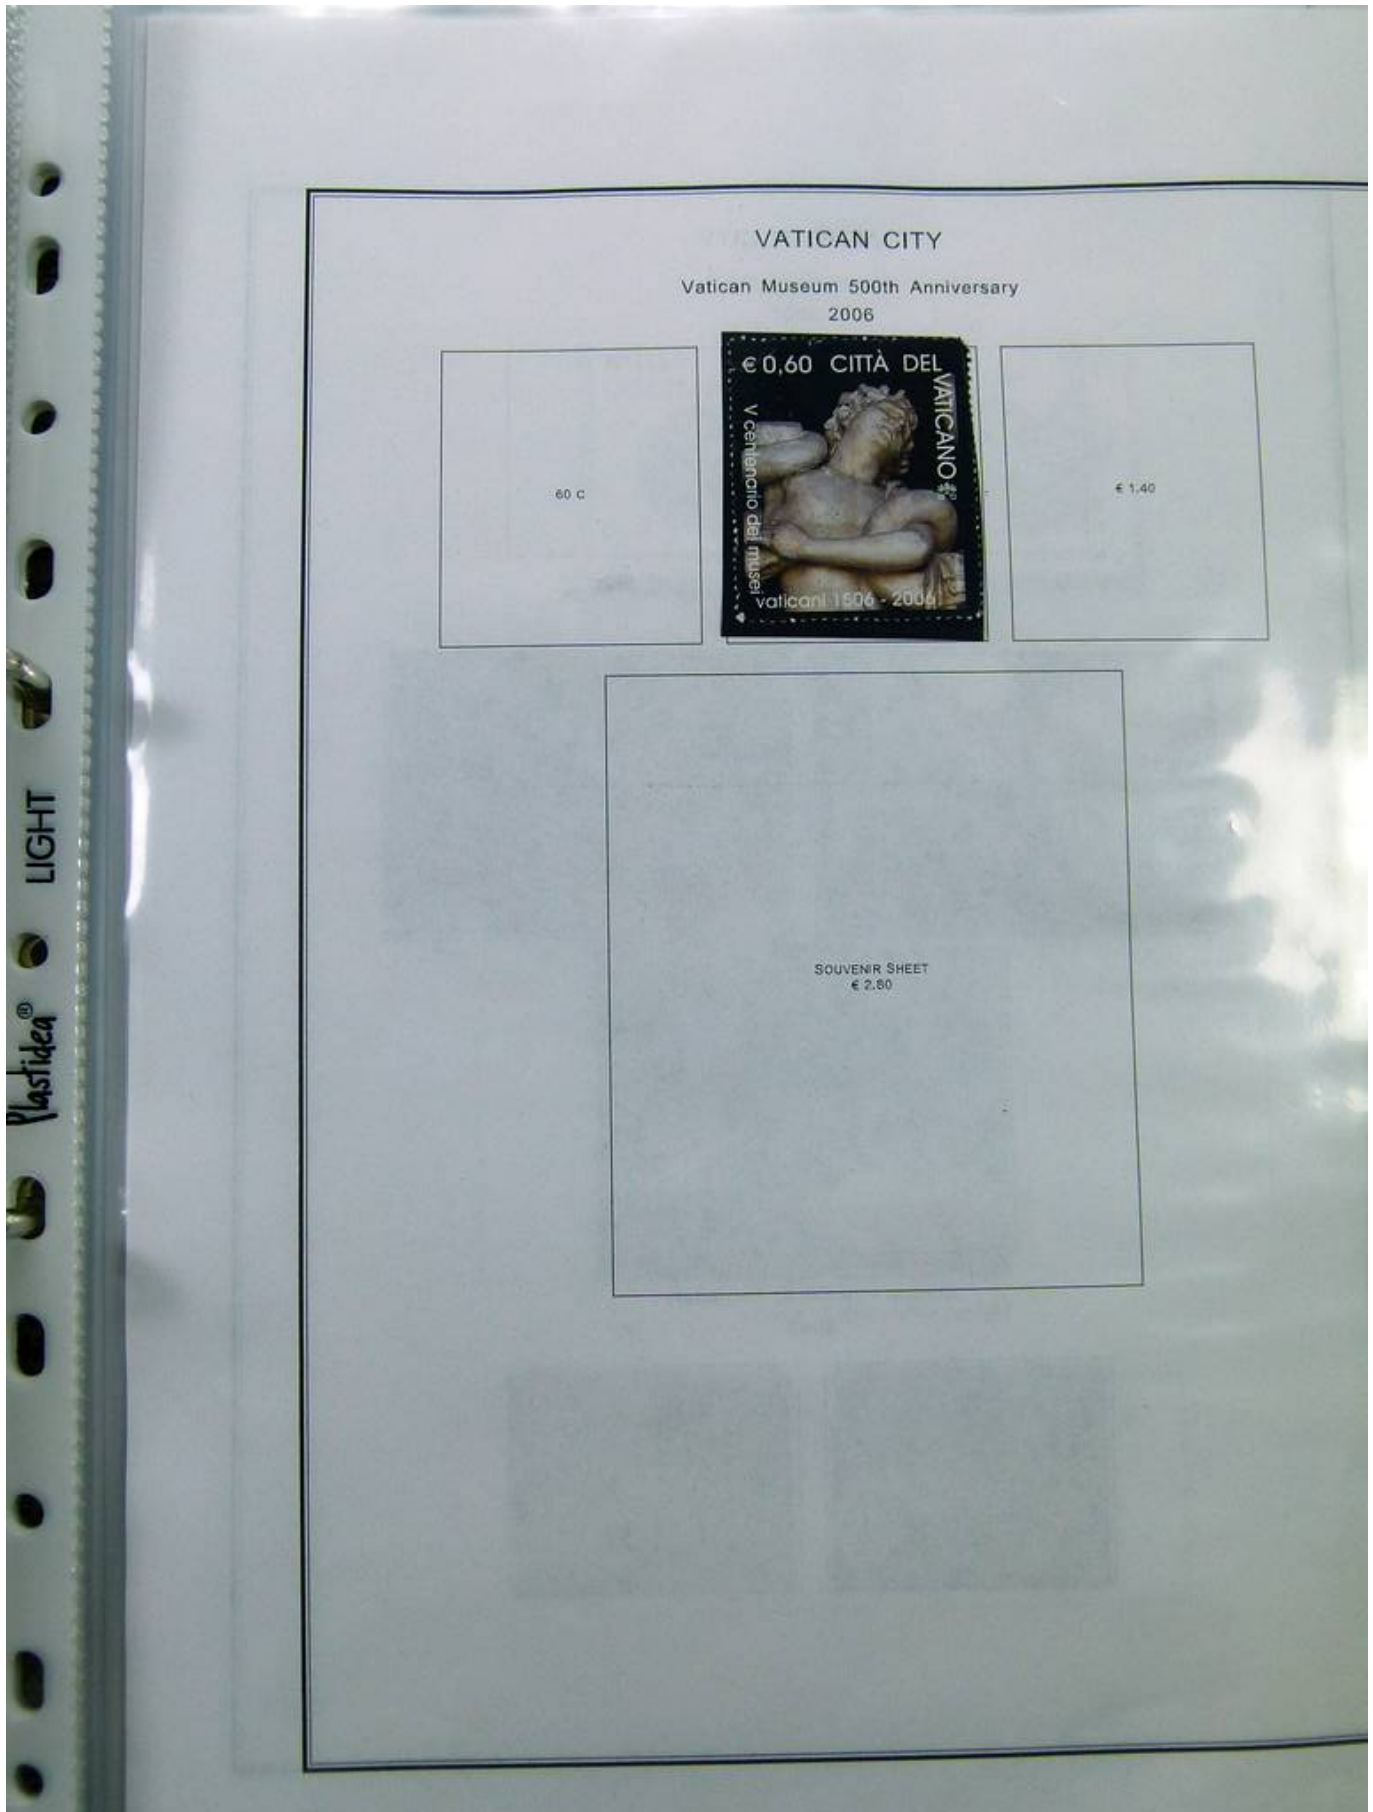 VATICAN CITY
Vatican Museum 500th Anniversary
2006
60 C
€ 0,60 CITTÀ DEL
VATICANO
V centenario dei musei
vaticani 1506 - 2006
€ 1.40
SOUVENIR SHEET
€ 2.80
LIGHT
Plastidea®